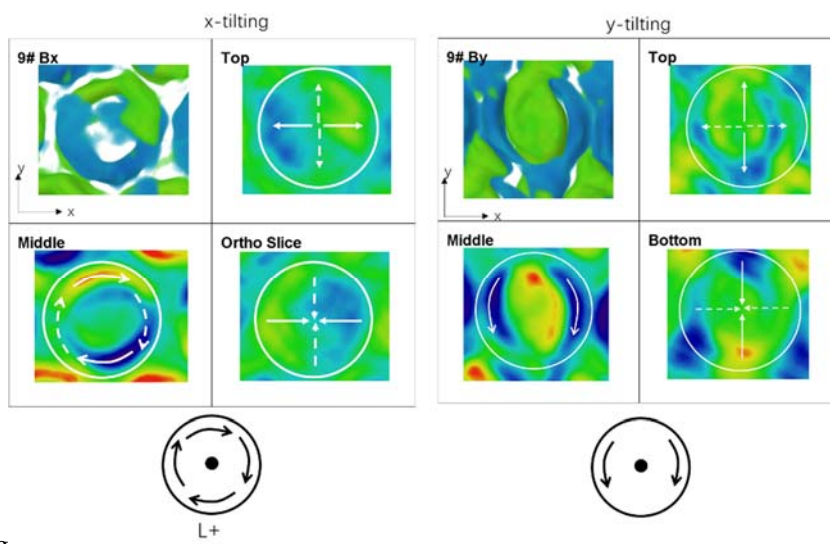 x-tilting
9# Bx
Top
y
x
Middle
Ortho Slice
L+
y-tilting
9# By
Top
y
x
Middle
Bottom